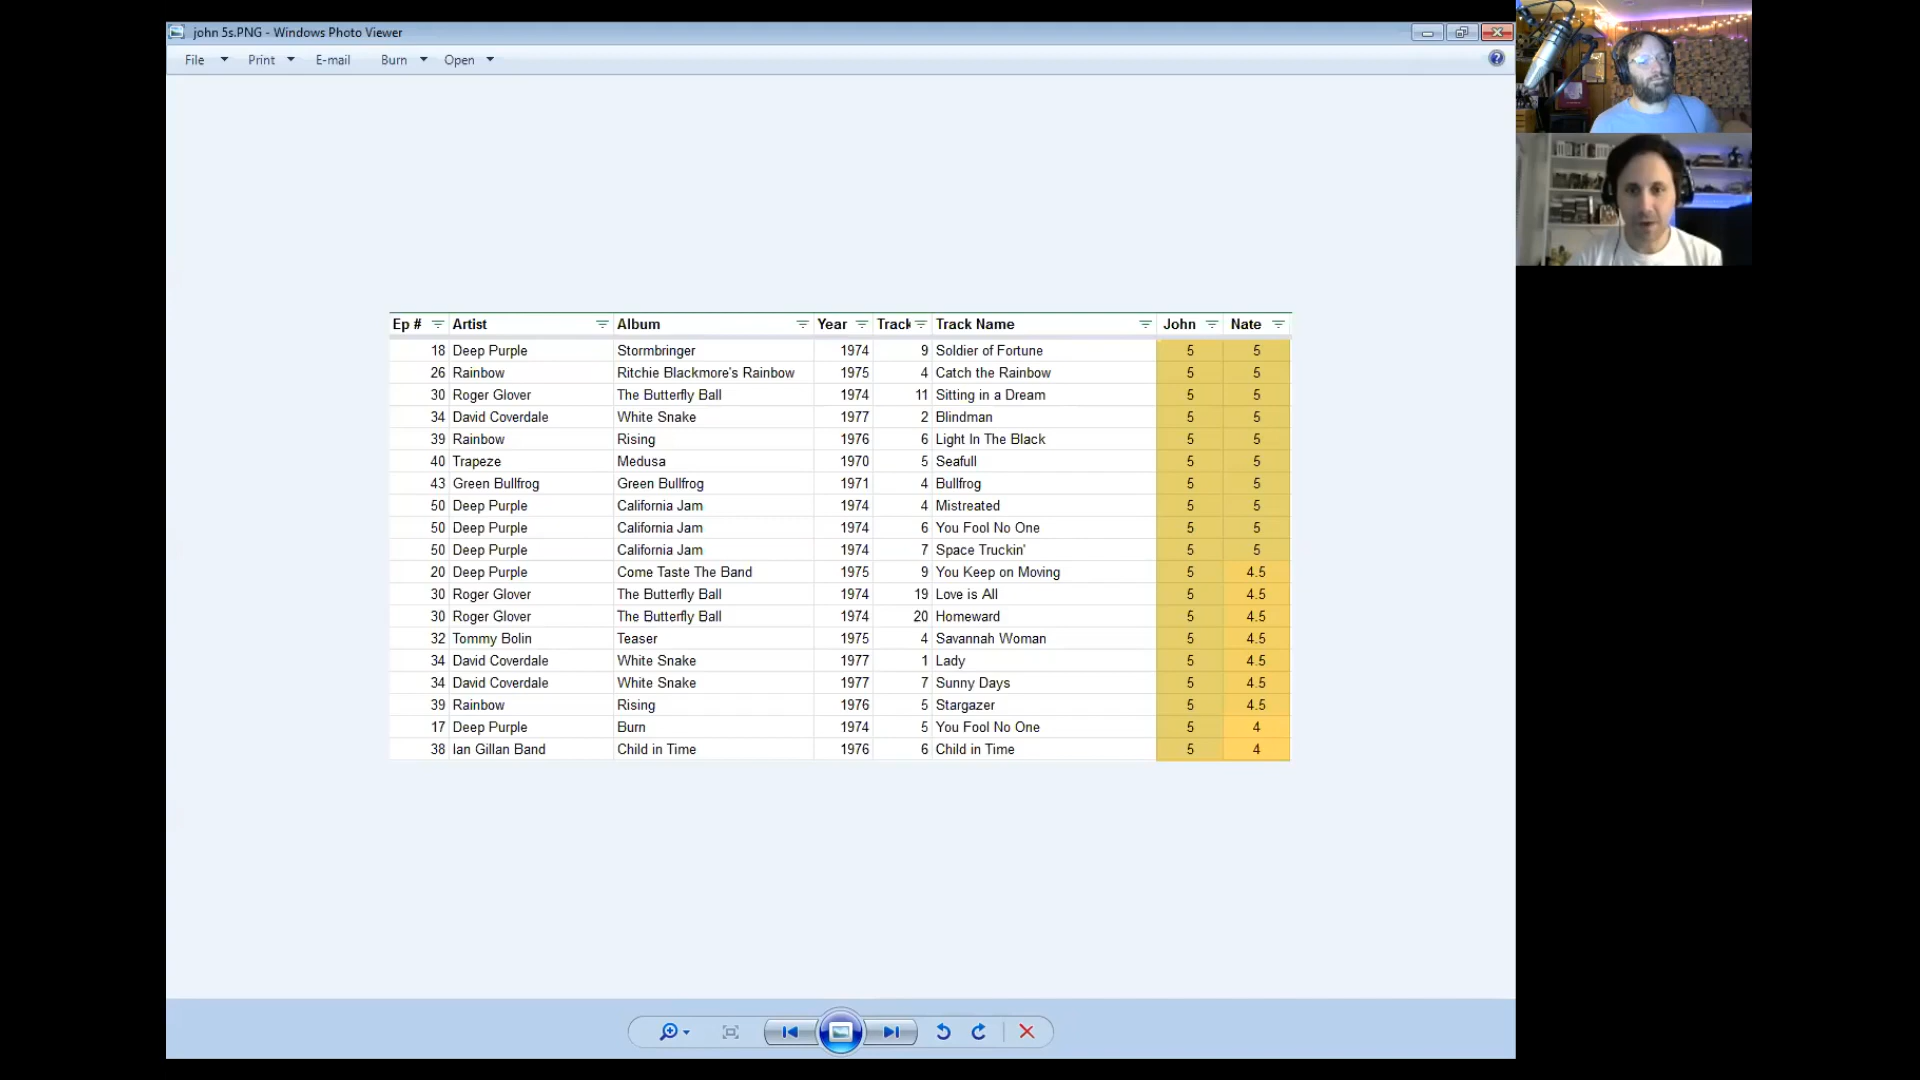 john 5s.PNG - Windows Photo Viewer
File Print E-mail Burn Open
Ep # Artist Album Year Track Track Name John Nate
18 Deep Purple Stormbringer 1974 9 Soldier of Fortune 5 5
26 Rainbow Ritchie Blackmore's Rainbow 1975 4 Catch the Rainbow 5 5
30 Roger Glover The Butterfly Ball 1974 11 Sitting in a Dream 5 5
34 David Coverdale White Snake 1977 2 Blindman 5 5
39 Rainbow Rising 1976 6 Light In The Black 5 5
40 Trapeze Medusa 1970 5 Seafull 5 5
43 Green Bullfrog Green Bullfrog 1971 4 Bullfrog 5 5
50 Deep Purple California Jam 1974 4 Mistreated 5 5
50 Deep Purple California Jam 1974 6 You Fool No One 5 5
50 Deep Purple California Jam 1974 7 Space Truckin' 5 5
20 Deep Purple Come Taste The Band 1975 9 You Keep on Moving 5 4.5
30 Roger Glover The Butterfly Ball 1974 19 Love is All 5 4.5
30 Roger Glover The Butterfly Ball 1974 20 Homeward 5 4.5
32 Tommy Bolin Teaser 1975 4 Savannah Woman 5 4.5
34 David Coverdale White Snake 1977 1 Lady 5 4.5
34 David Coverdale White Snake 1977 7 Sunny Days 5 4.5
39 Rainbow Rising 1976 5 Stargazer 5 4.5
17 Deep Purple Burn 1974 5 You Fool No One 5 4
38 Ian Gillan Band Child in Time 1976 6 Child in Time 5 4